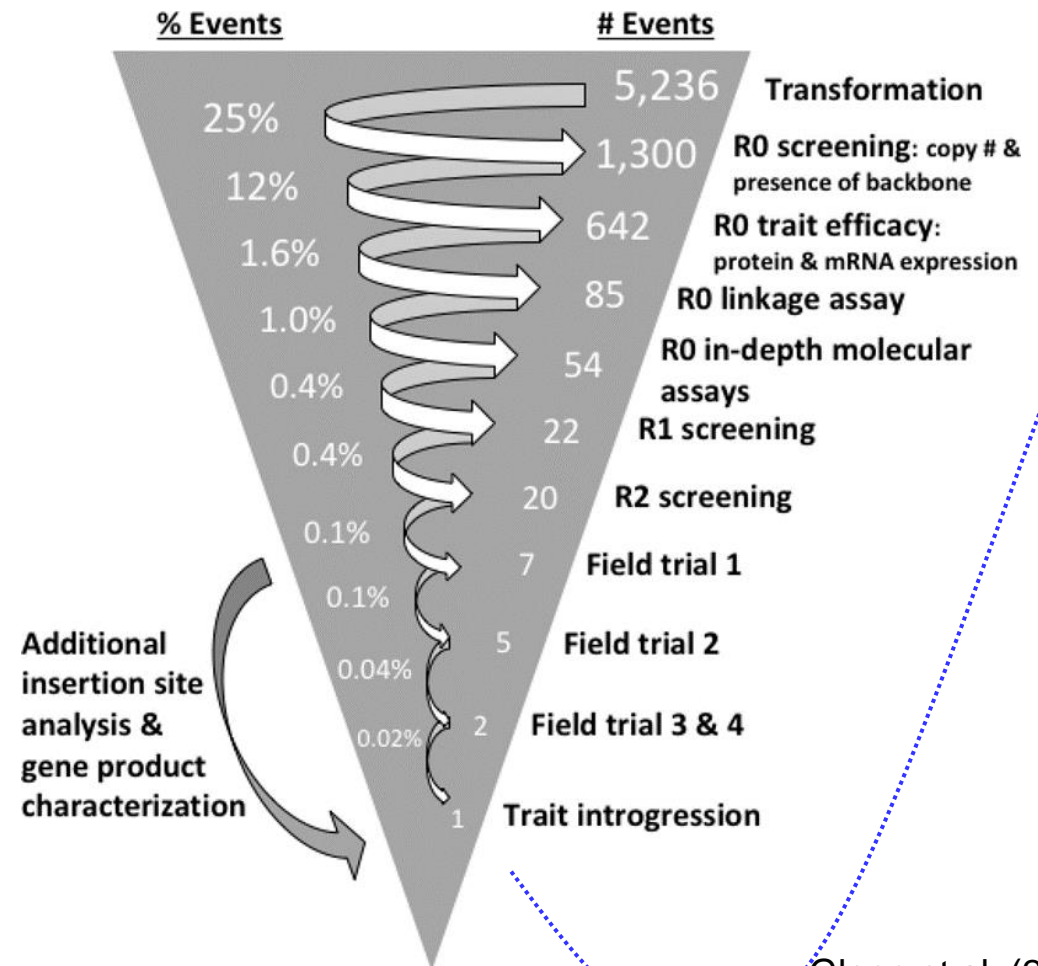 % Events # Events
5,236 Transformation
25%
1,300 R0 screening: copy # &
presence of backbone
12%
642 R0 trait efficacy:
protein & mRNA expression
1.6%
85 R0 linkage assay
1.0%
54 R0 in-depth molecular
assays
0.4%
22 R1 screening
0.4%
20 R2 screening
0.1%
7 Field trial 1
0.1%
5 Field trial 2
0.04%
2 Field trial 3 & 4
0.02%
1 Trait introgression
Additional
insertion site
analysis &
gene product
characterization
et al. (2